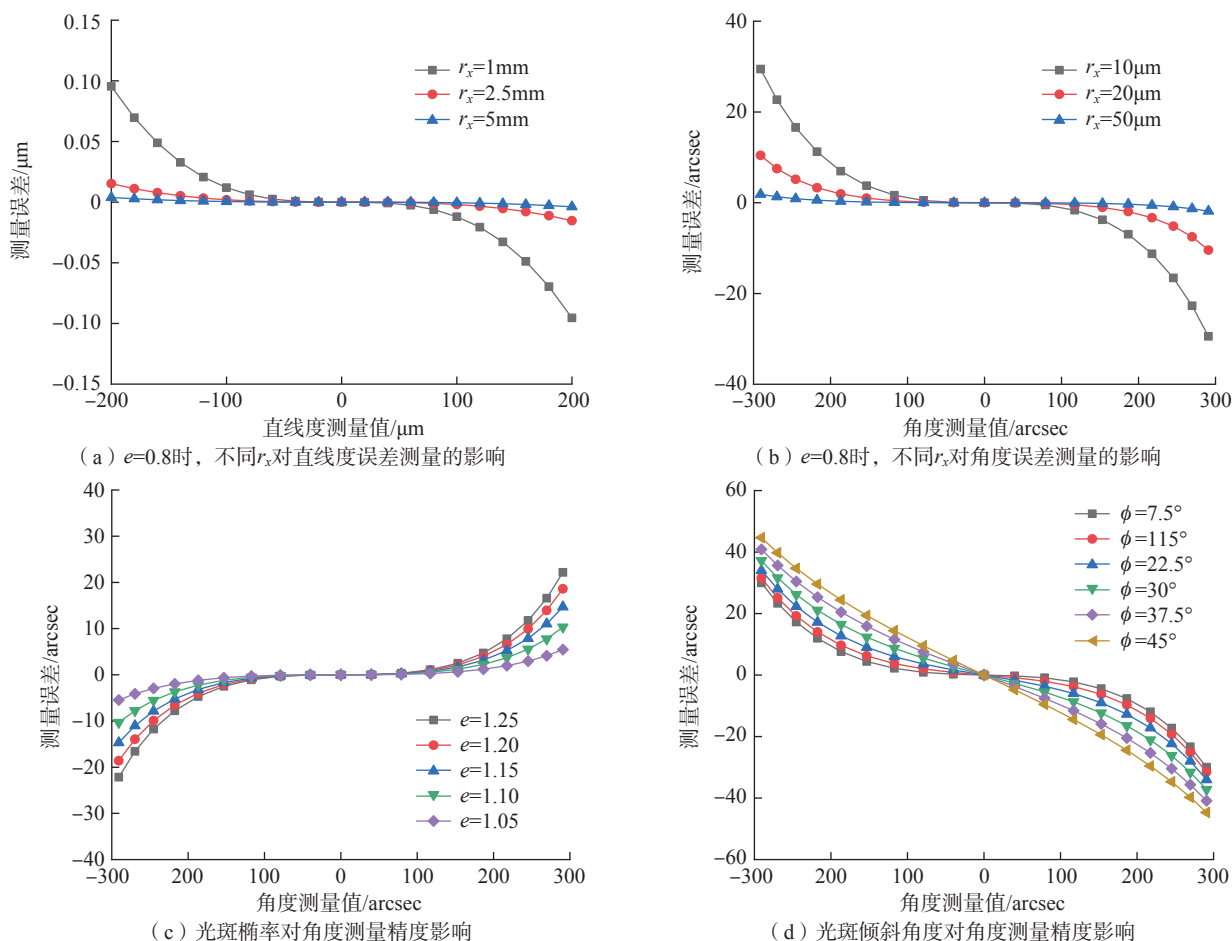 0.15
0.10
0.05
0
-0.05
-0.10
-0.15
测量误差/μm
rx=1mm
rx=2.5mm
rx=5mm
-200 -100 0 100 200
直线度测量值/μm
（a）e=0.8时，不同rx对直线度误差测量的影响
40
20
0
-20
-40
测量误差/arcsec
rx=10μm
rx=20μm
rx=50μm
-300 200 100 0 100 200 300
角度测量值/arcsec
（b）e=0.8时，不同rx对角度误差测量的影响
40
30
20
10
0
-10
-20
-30
-40
测量误差/arcsec
e=1.25
e=1.20
e=1.15
e=1.10
e=1.05
-300 200 100 0 100 200 300
角度测量值/arcsec
（c）光斑椭率对角度测量精度影响
60
40
20
0
-20
-40
-60
测量误差/arcsec
ϕ=7.5°
ϕ=115°
ϕ=22.5°
ϕ=30°
ϕ=37.5°
ϕ=45°
-300 200 100 0 100 200 300
角度测量值/arcsec
（d）光斑倾斜角度对角度测量精度影响